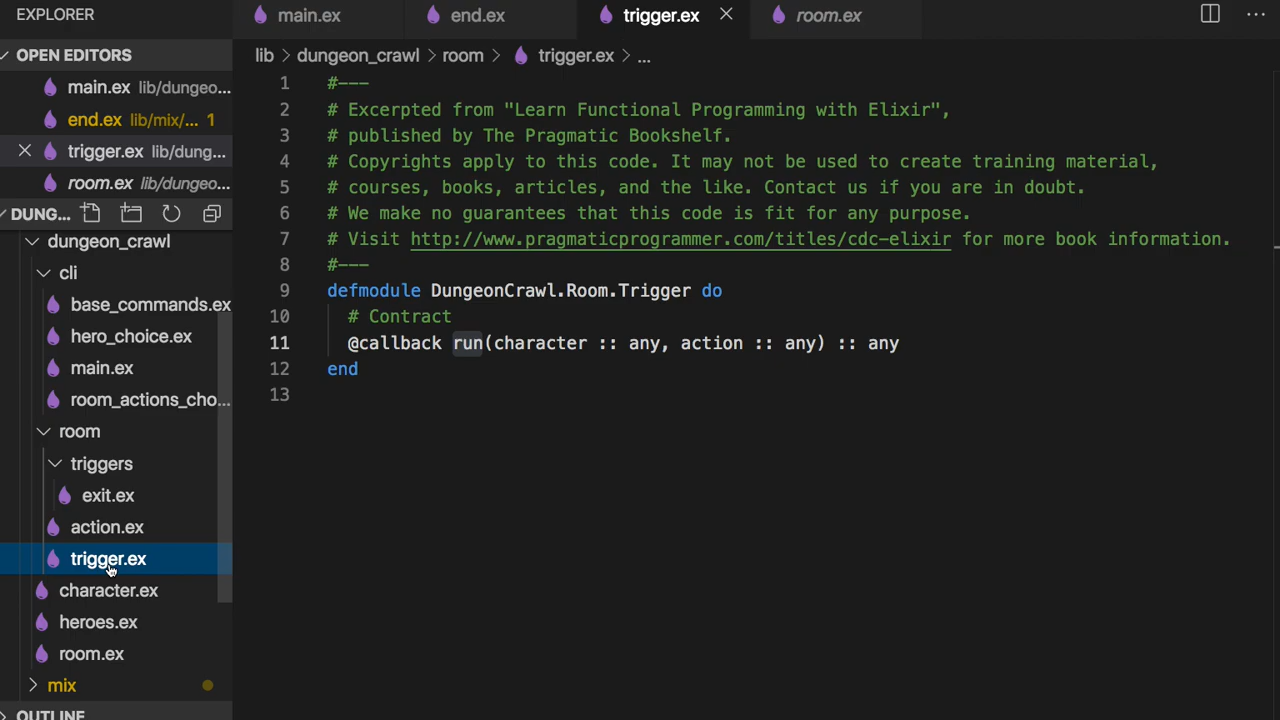 EXPLORER
main.ex
end.ex
trigger.ex
room.ex
OPEN EDITORS
main.ex lib/dungeo...
end.ex lib/mix/... 1
trigger.ex lib/dung...
room.ex lib/dungeo...
DUNG...
dungeon_crawl
cli
base_commands.ex
hero_choice.ex
main.ex
room_actions_cho...
room
triggers
exit.ex
action.ex
trigger.ex
character.ex
heroes.ex
room.ex
mix
OUTLINE
lib > dungeon_crawl > room > trigger.ex > ...
1 #---
2 # Excerpted from "Learn Functional Programming with Elixir",
3 # published by The Pragmatic Bookshelf.
4 # Copyrights apply to this code. It may not be used to create training material,
5 # courses, books, articles, and the like. Contact us if you are in doubt.
6 # We make no guarantees that this code is fit for any purpose.
7 # Visit http://www.pragmaticprogrammer.com/titles/cdc-elixir for more book information.
8 #---
9 defmodule DungeonCrawl.Room.Trigger do
10 # Contract
11 @callback run(character :: any, action :: any) :: any
12 end
13